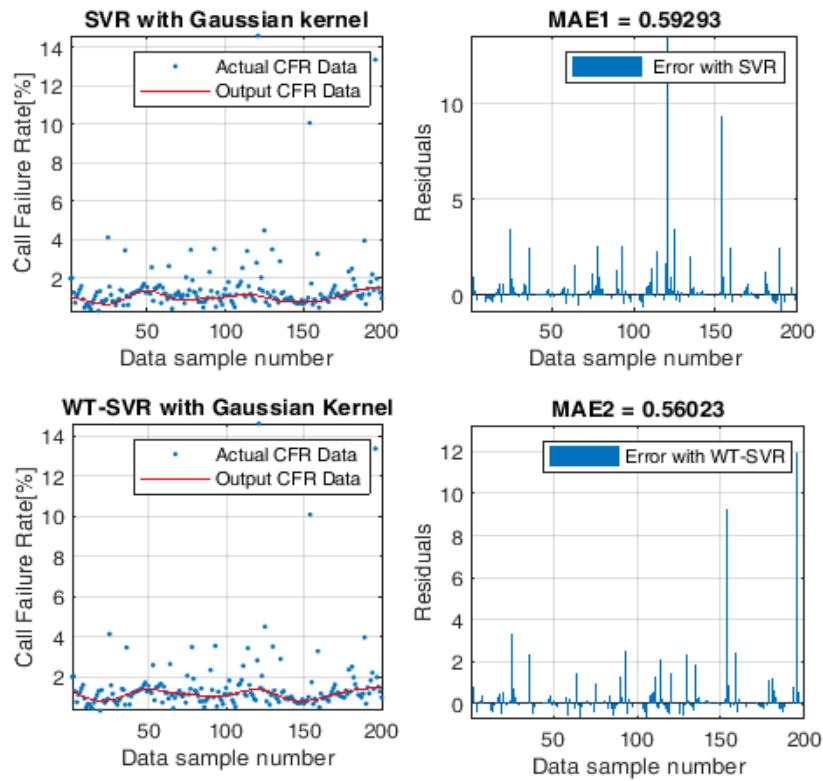 SVR with Gaussian kernel
Call Failure Rate[%]
14
12
10
8
6
4
2
Actual CFR Data
Output CFR Data
50
100
150
200
Data sample number
MAE1 = 0.59293
Residuals
10
5
0
Error with SVR
50
100
150
200
Data sample number
WT-SVR with Gaussian Kernel
Call Failure Rate[%]
14
12
10
8
6
4
2
Actual CFR Data
Output CFR Data
50
100
150
200
Data sample number
MAE2 = 0.56023
Residuals
12
10
8
6
4
2
0
Error with WT-SVR
50
100
150
200
Data sample number